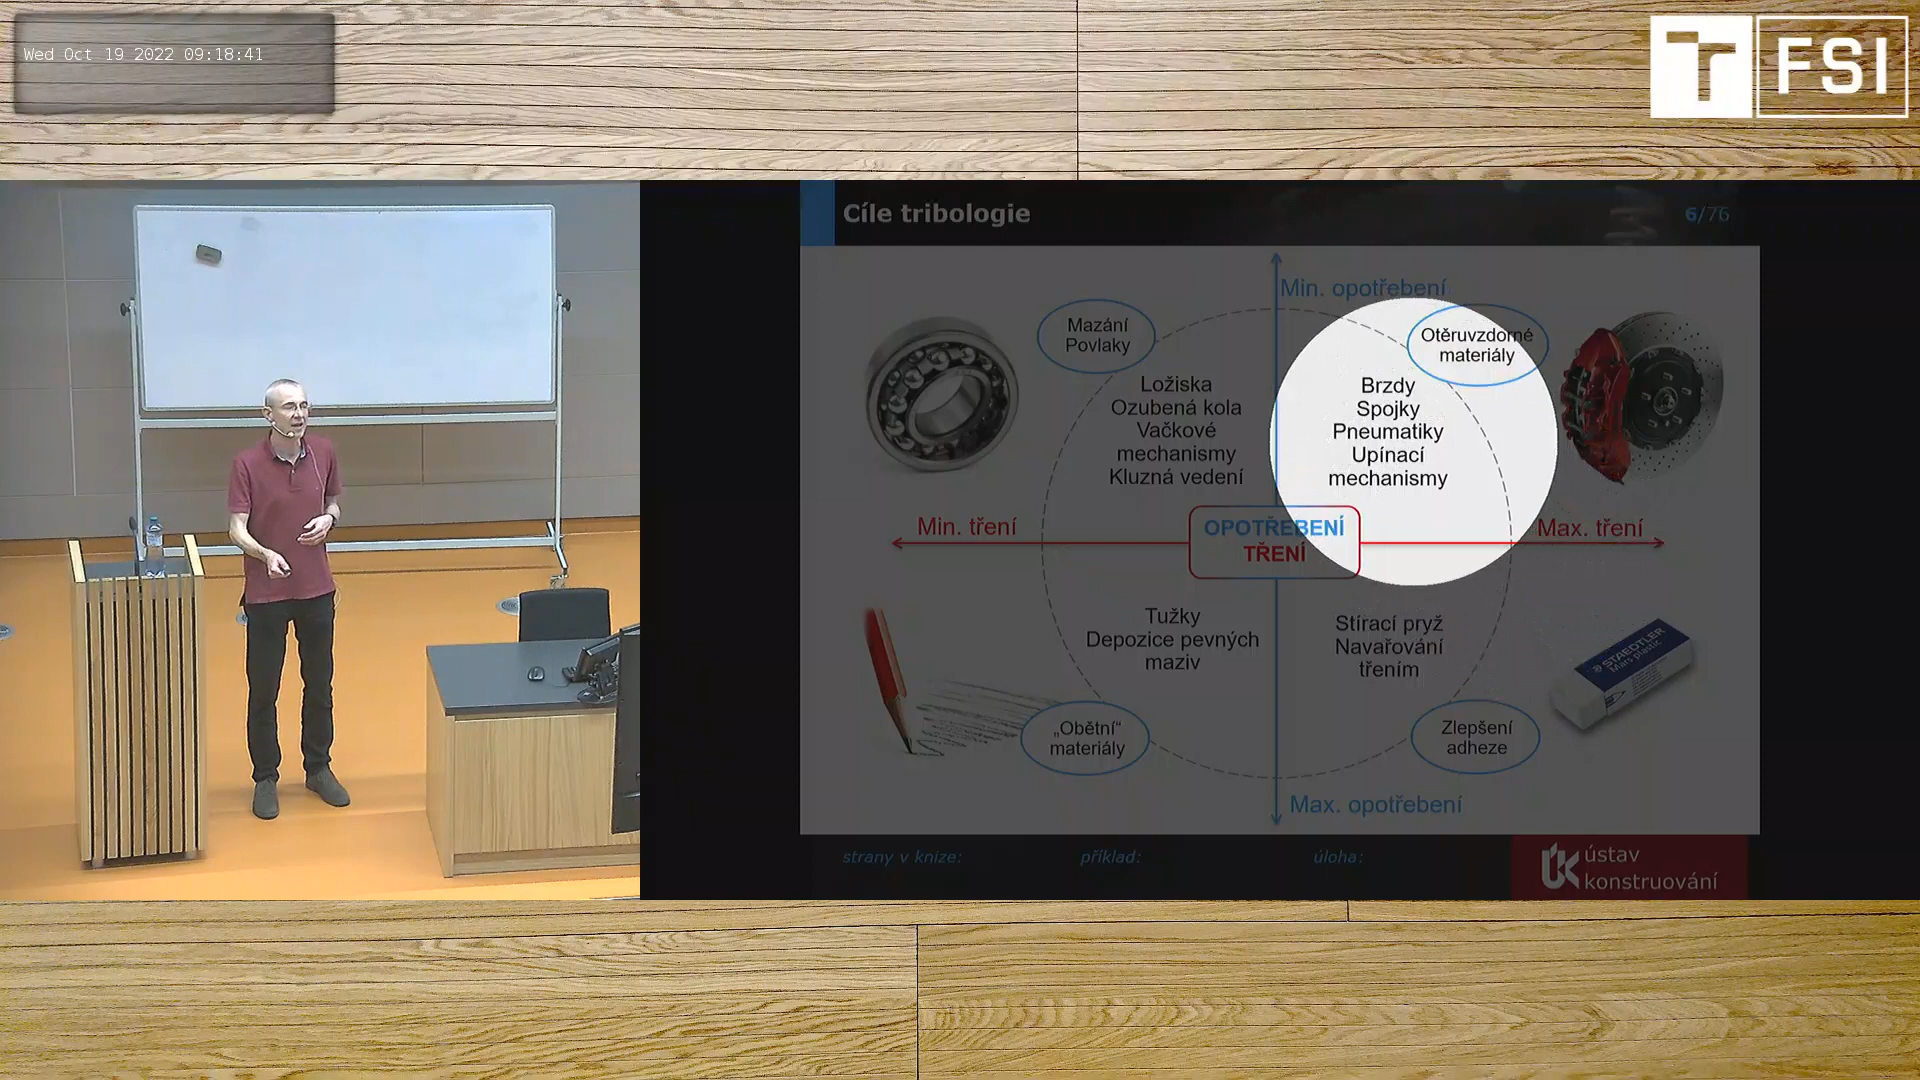 Wed Oct 19 2022 09:18:41
T FSI
Cíle tribologie
6/76
Min. opotřebení
Mazání
Povlaky
Otěruvzdorné
materiály
Ložiska
Ozubená kola
Vačkové
mechanismy
Kluzná vedení
Brzdy
Spojky
Pneumatiky
Upínací
mechanismy
Min. tření
OPOTŘEBENÍ
TŘENÍ
Max. tření
Tužky
Depozice pevných
maziv
Stírací pryž
Navařování
třením
STAEDTLER
Mars plastic
„Obětní“
materiály
Zlepšení
adheze
Max. opotřebení
strany v knize:
příklad:
úloha:
ÚK
ústav
konstruování